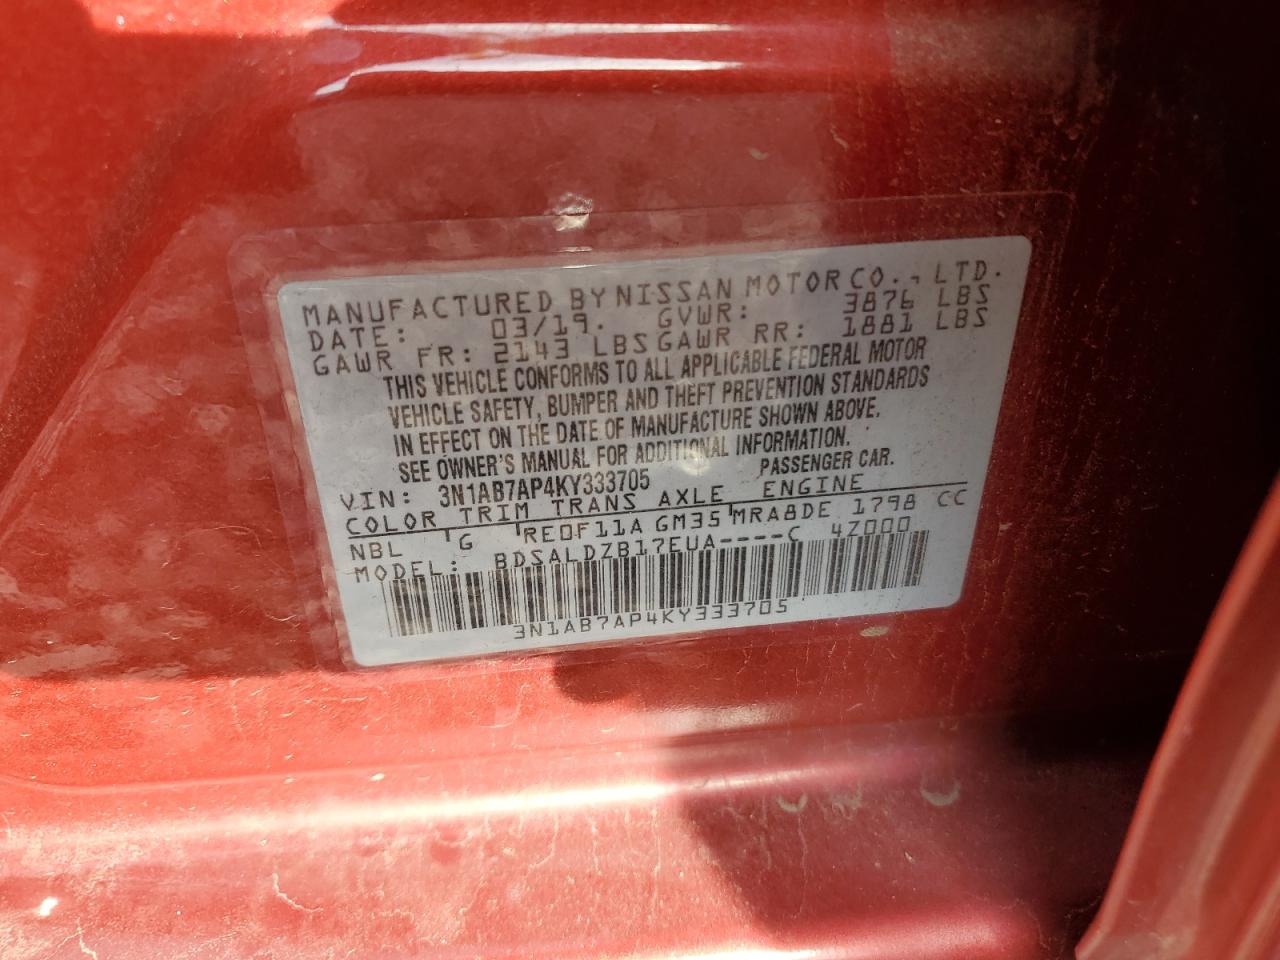 MANUFACTURED BY NISSAN MOTOR CO., LTD.
DATE: 03/19. GVWR: 3876 LBS
GAWR FR: 2143 LBS GAWR RR: 1881 LBS
THIS VEHICLE CONFORMS TO ALL APPLICABLE FEDERAL MOTOR
VEHICLE SAFETY, BUMPER AND THEFT PREVENTION STANDARDS
IN EFFECT ON THE DATE OF MANUFACTURE SHOWN ABOVE.
SEE OWNER'S MANUAL FOR ADDITIONAL INFORMATION.
VIN: 3N1AB7AP4KY333705 PASSENGER CAR.
COLOR TRIM TRANS AXLE ENGINE
NBL G RE0F11A GM35 MRA8DE 1798 CC
MODEL: BDSALDZB17EUA----C 4Z000
3N1AB7AP4KY333705